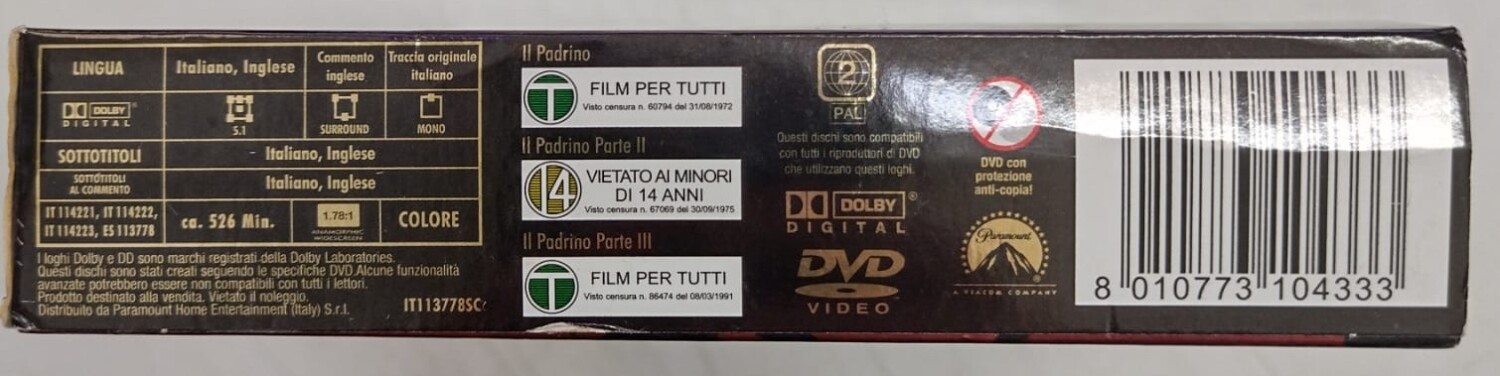 LINGUA
Italiano, Inglese
Commento inglese
Traccia originale italiano
DOLBY DIGITAL
5.1
SURROUND
MONO
SOTTOTITOLI
Italiano, Inglese
SOTTOTITOLI AL COMMENTO
Italiano, Inglese
IT 114221, IT 114222,
IT 114223, ES 113778
ca. 526 Min.
1.78:1
ANAMORPHIC WIDESCREEN
COLORE
I loghi Dolby e DD sono marchi registrati della Dolby Laboratories.
Questi dischi sono stati creati seguendo le specifiche DVD. Alcune funzionalità
avanzate potrebbero essere non compatibili con tutti i lettori.
Prodotto destinato alla vendita. Vietato il noleggio.
Distribuito da Paramount Home Entertainment (Italy) S.r.l.
IT113778SC
Il Padrino
T
FILM PER TUTTI
Visto censura n. 60794 del 31/08/1972
Il Padrino Parte II
14
VIETATO AI MINORI
DI 14 ANNI
Visto censura n. 67069 del 30/09/1975
Il Padrino Parte III
T
FILM PER TUTTI
Visto censura n. 86474 del 08/03/1991
2
PAL
Questi dischi sono compatibili
con tutti i riproduttori di DVD
che utilizzano questi loghi.
DOLBY
DIGITAL
DVD
VIDEO
DVD con
protezione
anti-copia!
Paramount
A VIACOM COMPANY
8 010773 104333